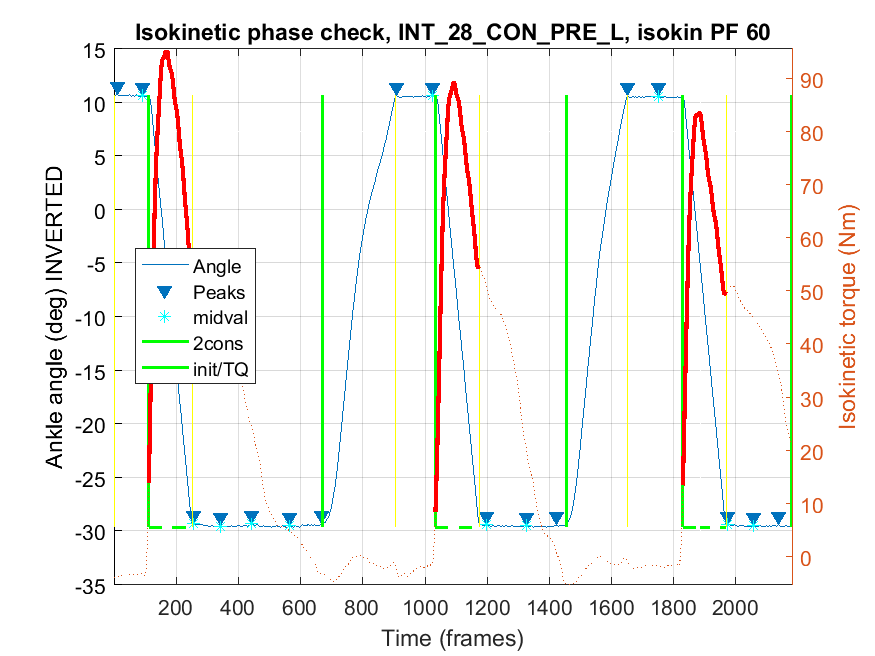 Isokinetic phase check, INT_28_CON_PRE_L, isokin PF 60
Ankle angle (deg) INVERTED
15
10
5
0
-5
-10
-15
-20
-25
-30
-35
Angle
Peaks
midval
2cons
init/TQ
90
80
70
60
50
40
30
20
10
0
Isokinetic torque (Nm)
200 400 600 800 1000 1200 1400 1600 1800 2000
Time (frames)